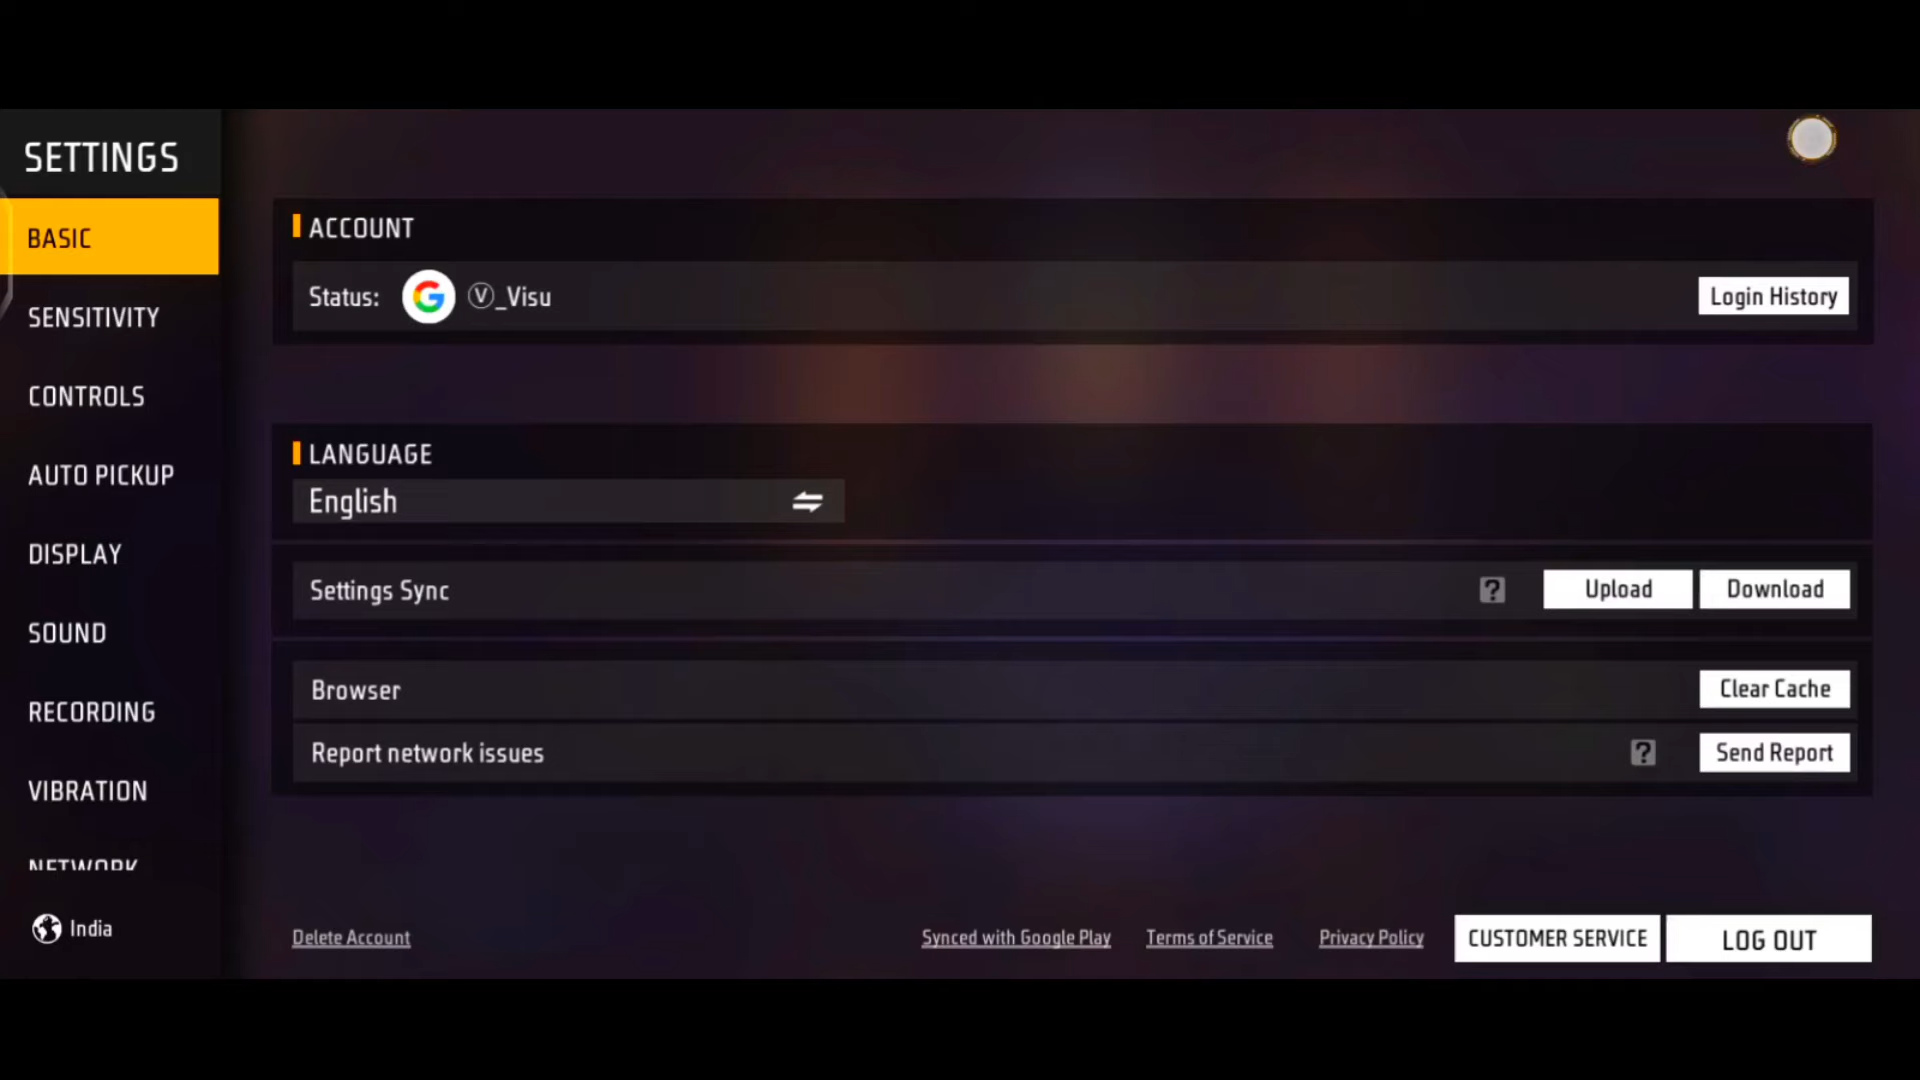 SETTINGS
BASIC
SENSITIVITY
CONTROLS
AUTO PICKUP
DISPLAY
SOUND
RECORDING
VIBRATION
NETWORK
India
ACCOUNT
Status: G Ⓥ_Visu Login History
LANGUAGE
English
Settings Sync ? Upload Download
Browser Clear Cache
Report network issues ? Send Report
Delete Account Synced with Google Play Terms of Service Privacy Policy CUSTOMER SERVICE LOG OUT